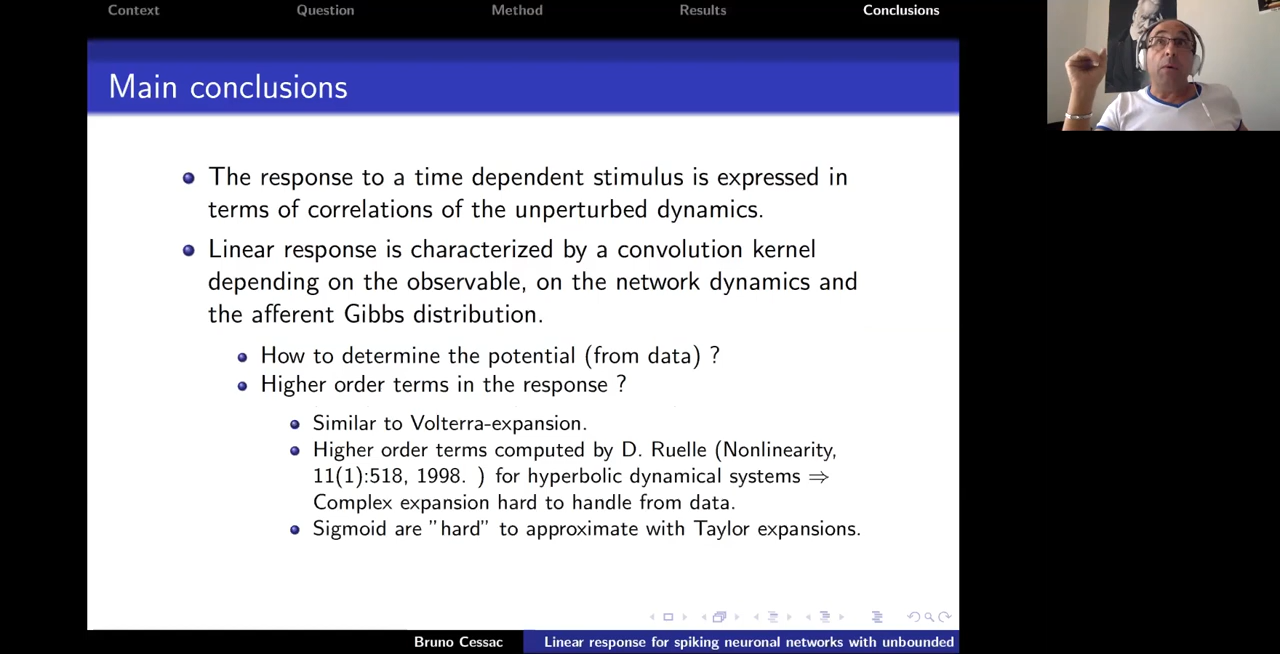 Context Question Method Results Conclusions
Main conclusions
The response to a time dependent stimulus is expressed in
terms of correlations of the unperturbed dynamics.
Linear response is characterized by a convolution kernel
depending on the observable, on the network dynamics and
the afferent Gibbs distribution.
How to determine the potential (from data) ?
Higher order terms in the response ?
Similar to Volterra-expansion.
Higher order terms computed by D. Ruelle (Nonlinearity,
11(1):518, 1998. ) for hyperbolic dynamical systems ⇒
Complex expansion hard to handle from data.
Sigmoid are "hard" to approximate with Taylor expansions.
Bruno Cessac Linear response for spiking neuronal networks with unbounded